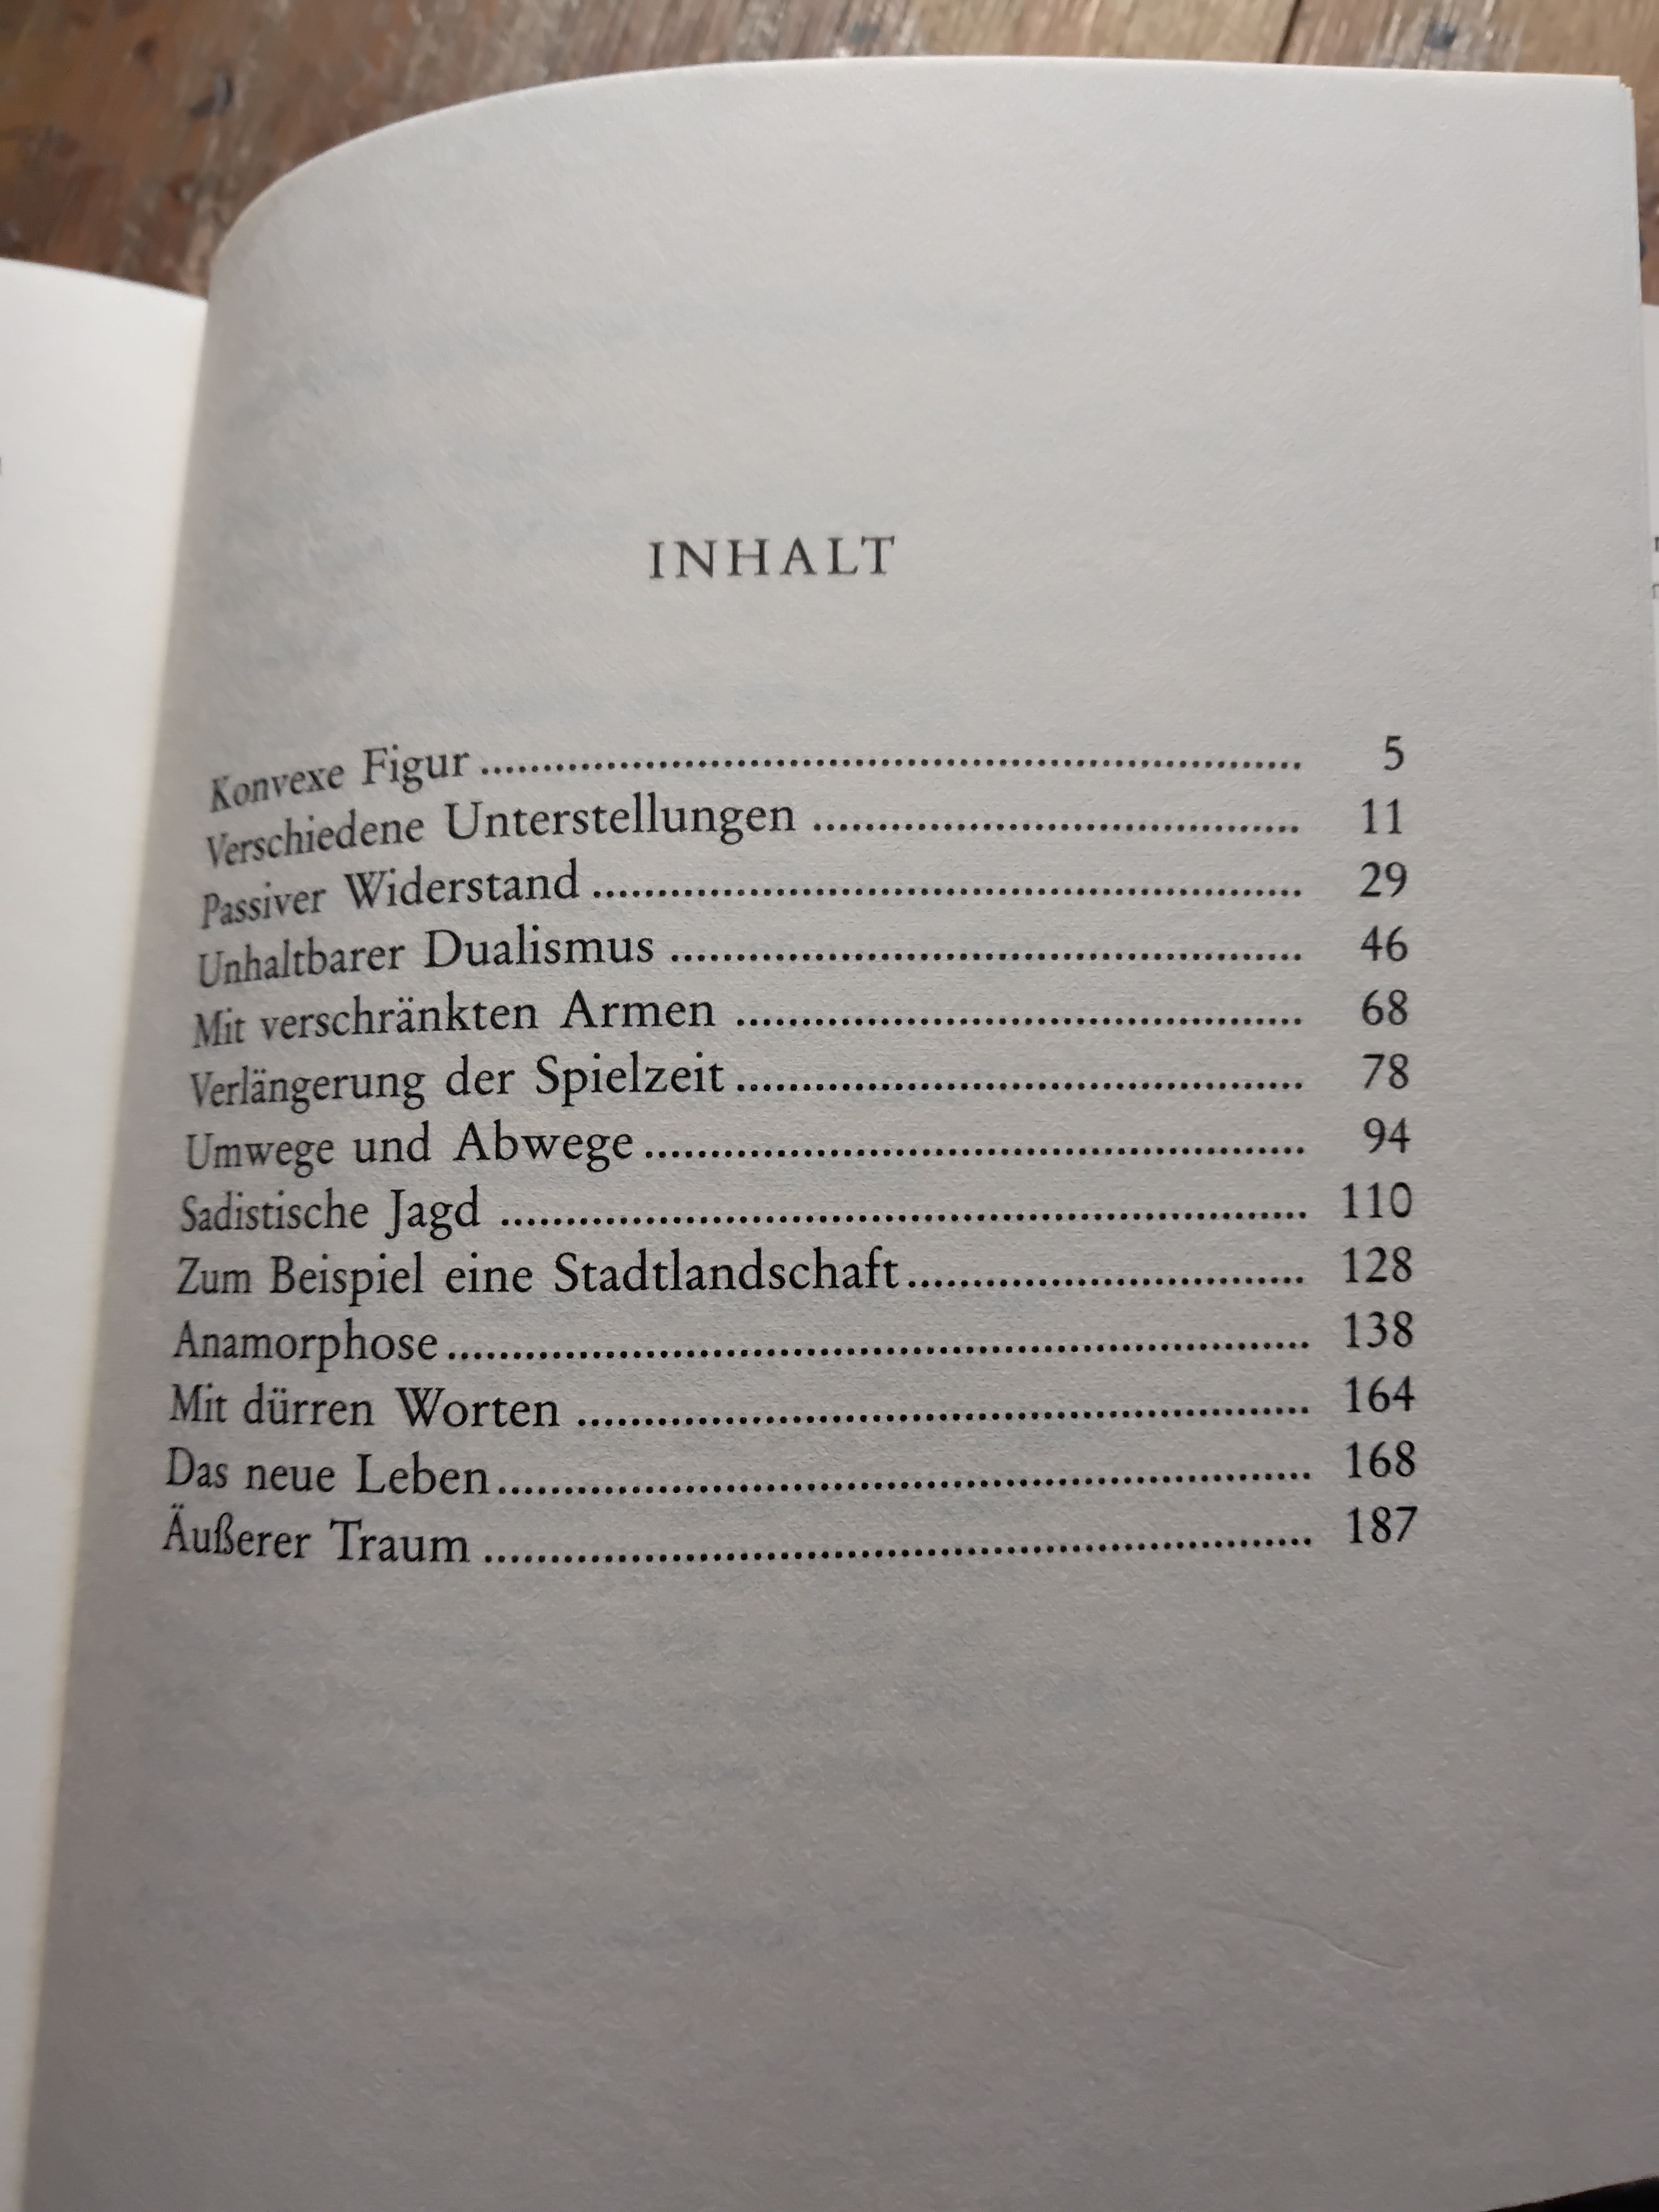 INHALT
Konvexe Figur ........................................ 5
Verschiedene Unterstellungen ........................................ 11
Passiver Widerstand ........................................ 29
Unhaltbarer Dualismus ........................................ 46
Mit verschränkten Armen ........................................ 68
Verlängerung der Spielzeit ........................................ 78
Umwege und Abwege ........................................ 94
Sadistische Jagd ........................................ 110
Zum Beispiel eine Stadtlandschaft ........................................ 128
Anamorphose ........................................ 138
Mit dürren Worten ........................................ 164
Das neue Leben ........................................ 168
Äußerer Traum ........................................ 187